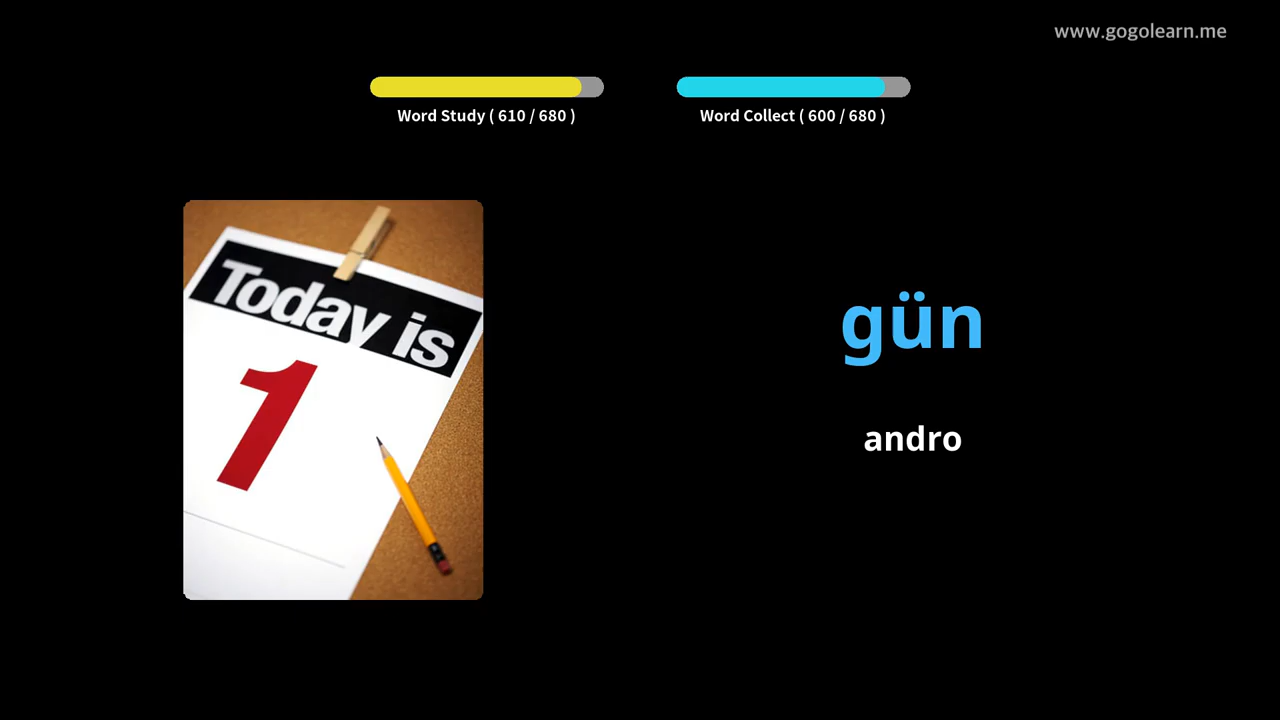 www.gogolearn.me
Word Study ( 610 / 680 )
Word Collect ( 600 / 680 )
Today is
1
gün
andro